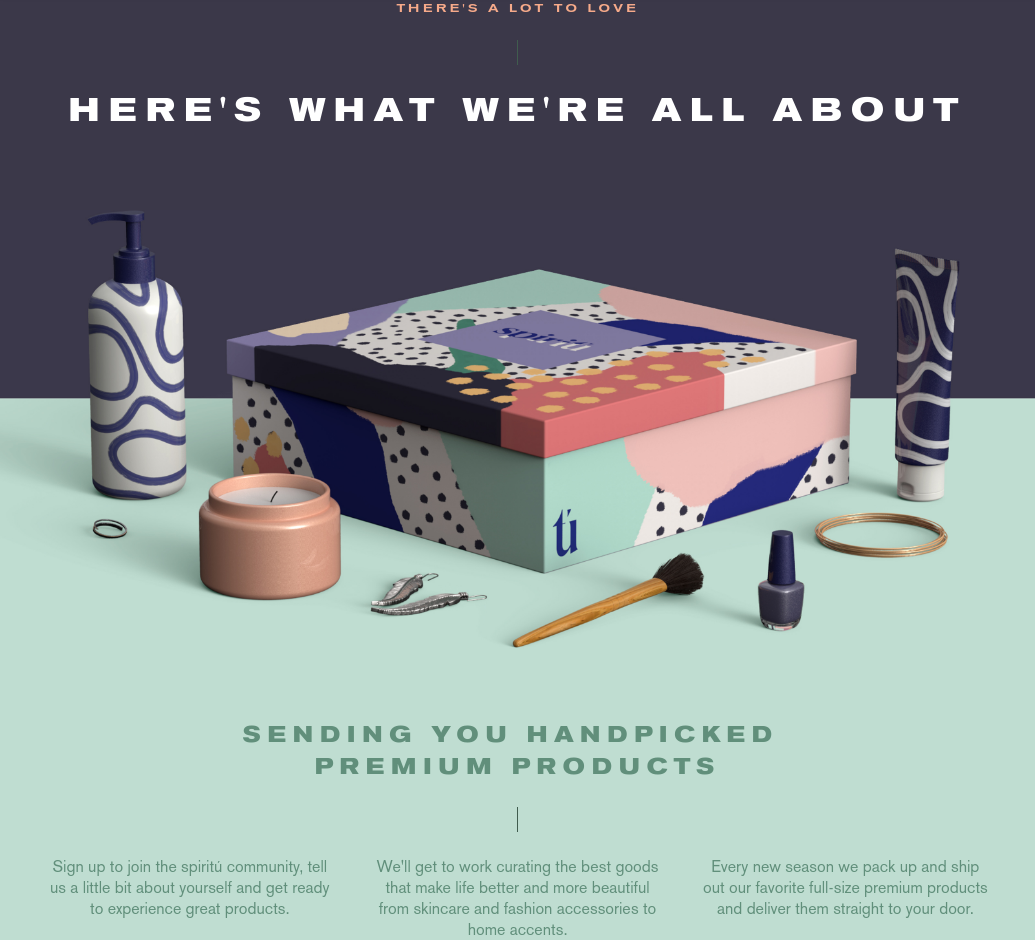 THERE'S A LOT TO LOVE
HERE'S WHAT WE'RE ALL ABOUT
spiritú
tú
SENDING YOU HANDPICKED
PREMIUM PRODUCTS
Sign up to join the spiritú community, tell
us a little bit about yourself and get ready
to experience great products.
We'll get to work curating the best goods
that make life better and more beautiful
from skincare and fashion accessories to
home accents.
Every new season we pack up and ship
out our favorite full-size premium products
and deliver them straight to your door.